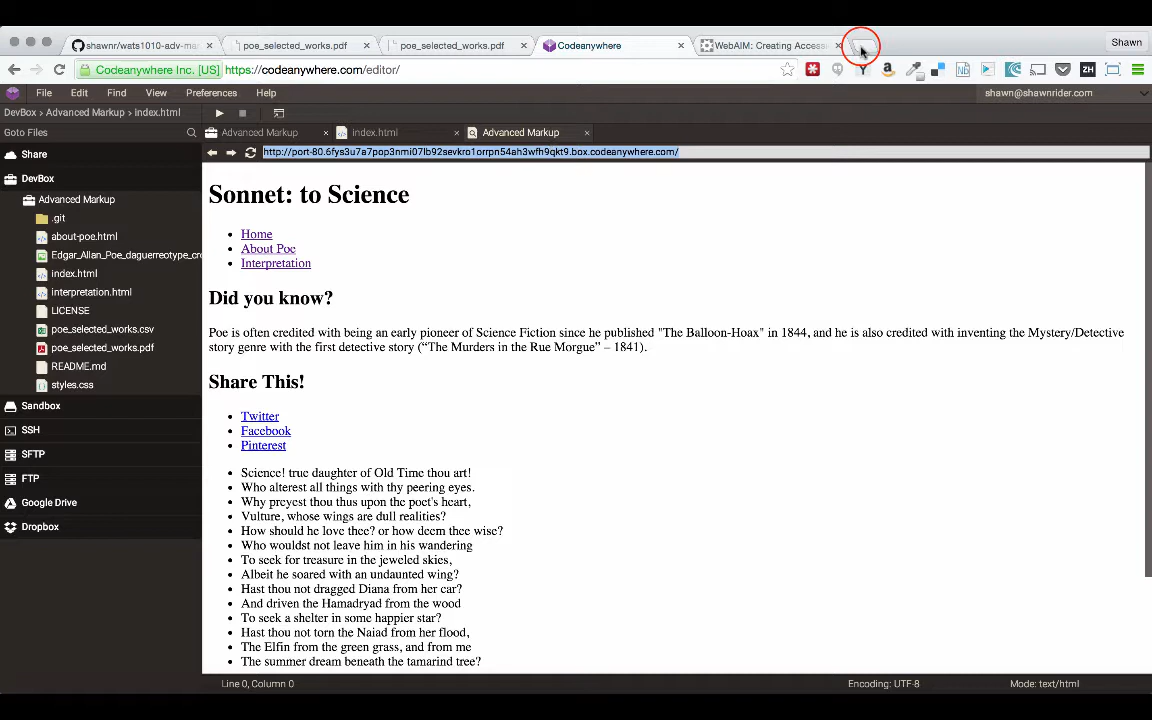 shawnr/wats1010-adv-ma
poe_selected_works.pdf
poe_selected_works.pdf
Codeanywhere
WebAIM: Creating Access
Shawn
Codeanywhere Inc. [US]
https://codeanywhere.com/editor/
File Edit Find View Preferences Help
shawn@shawnrider.com
DevBox > Advanced Markup > index.html
Goto Files
Advanced Markup
index.html
Advanced Markup
http://port-80.6fys3u7a7pop3nmi07lb92sevkro1orrpn54ah3wfh9qkt9.box.codeanywhere.com/
Share
DevBox
Advanced Markup
.git
about-poe.html
Edgar_Allan_Poe_daguerreotype_cro
index.html
interpretation.html
LICENSE
poe_selected_works.csv
poe_selected_works.pdf
README.md
styles.css
Sandbox
SSH
SFTP
FTP
Google Drive
Dropbox
Sonnet: to Science
Home
About Poe
Interpretation
Did you know?
Poe is often credited with being an early pioneer of Science Fiction since he published "The Balloon-Hoax" in 1844, and he is also credited with inventing the Mystery/Detective
story genre with the first detective story (“The Murders in the Rue Morgue” – 1841).
Share This!
Twitter
Facebook
Pinterest
Science! true daughter of Old Time thou art!
Who alterest all things with thy peering eyes.
Why preyest thou thus upon the poet's heart,
Vulture, whose wings are dull realities?
How should he love thee? or how deem thee wise?
Who wouldst not leave him in his wandering
To seek for treasure in the jeweled skies,
Albeit he soared with an undaunted wing?
Hast thou not dragged Diana from her car?
And driven the Hamadryad from the wood
To seek a shelter in some happier star?
Hast thou not torn the Naiad from her flood,
The Elfin from the green grass, and from me
The summer dream beneath the tamarind tree?
Line 0, Column 0
Encoding: UTF-8
Mode: text/html